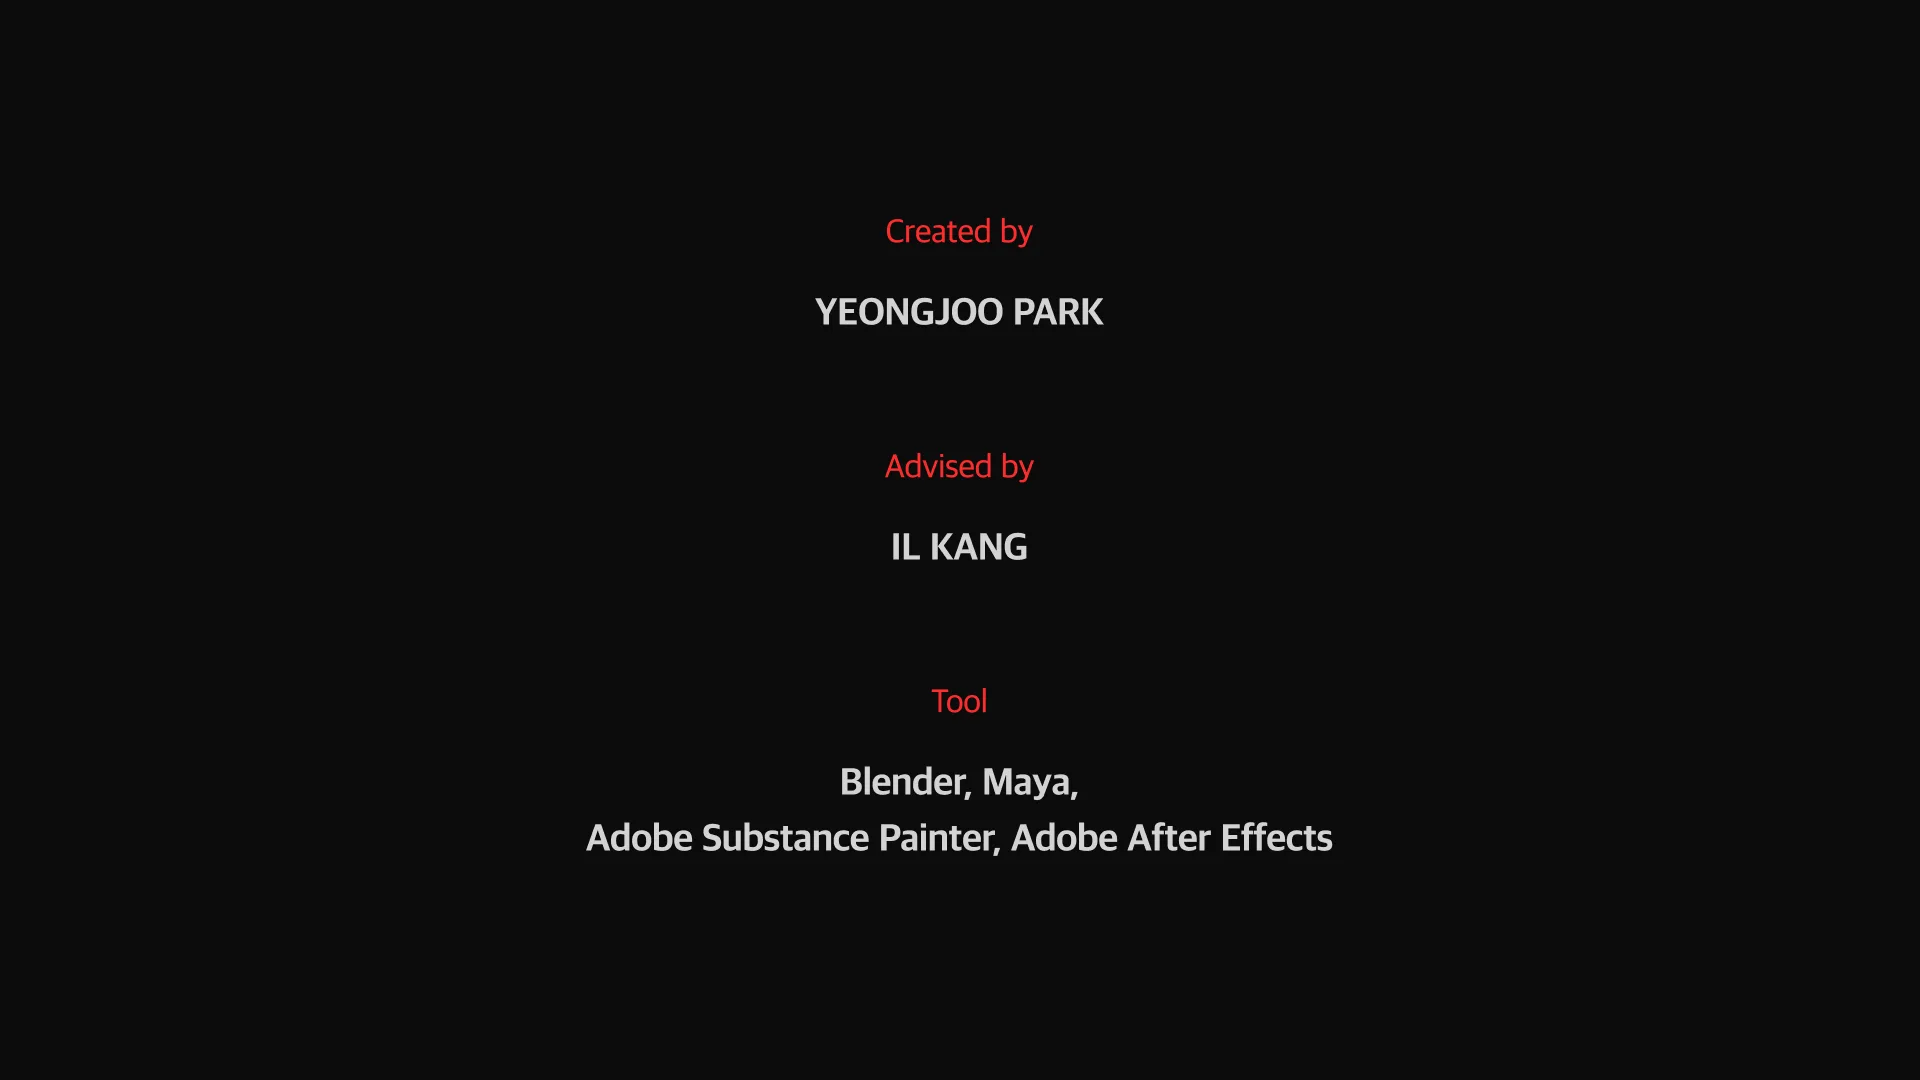 Created by
YEONGJOO PARK
Advised by
IL KANG
Tool
Blender, Maya,
Adobe Substance Painter, Adobe After Effects